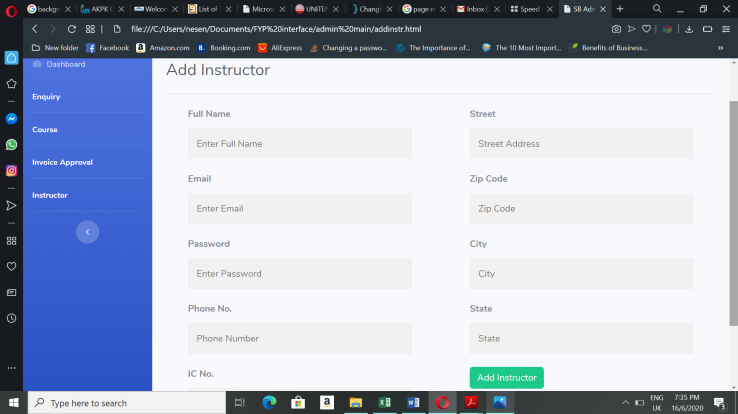 backgr
AKPK C
Welcom
List of I
Micros
UNITEN
Changi
page n
Inbox (
Speed
SB Adm
file:///C:/Users/nesen/Documents/FYP%20interface/admin%20main/addinstr.html
New folder
Facebook
Amazon.com
Booking.com
AliExpress
Changing a passwo...
The Importance of...
The 10 Most Import...
Benefits of Business...
Dashboard
Enquiry
Course
Invoice Approval
Instructor
Add Instructor
Full Name
Enter Full Name
Email
Enter Email
Password
Enter Password
Phone No.
Phone Number
IC No.
Street
Street Address
Zip Code
Zip Code
City
City
State
State
Add Instructor
Type here to search
ENG
UK
7:35 PM
16/6/2020
3